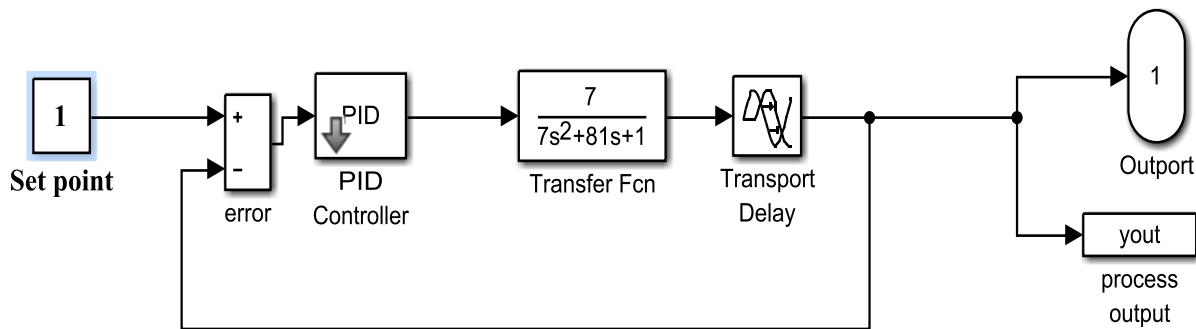 1
Set point
+
−
error
PID
PID
Controller
7
7s²+81s+1
Transfer Fcn
Transport
Delay
1
Outport
yout
process
output